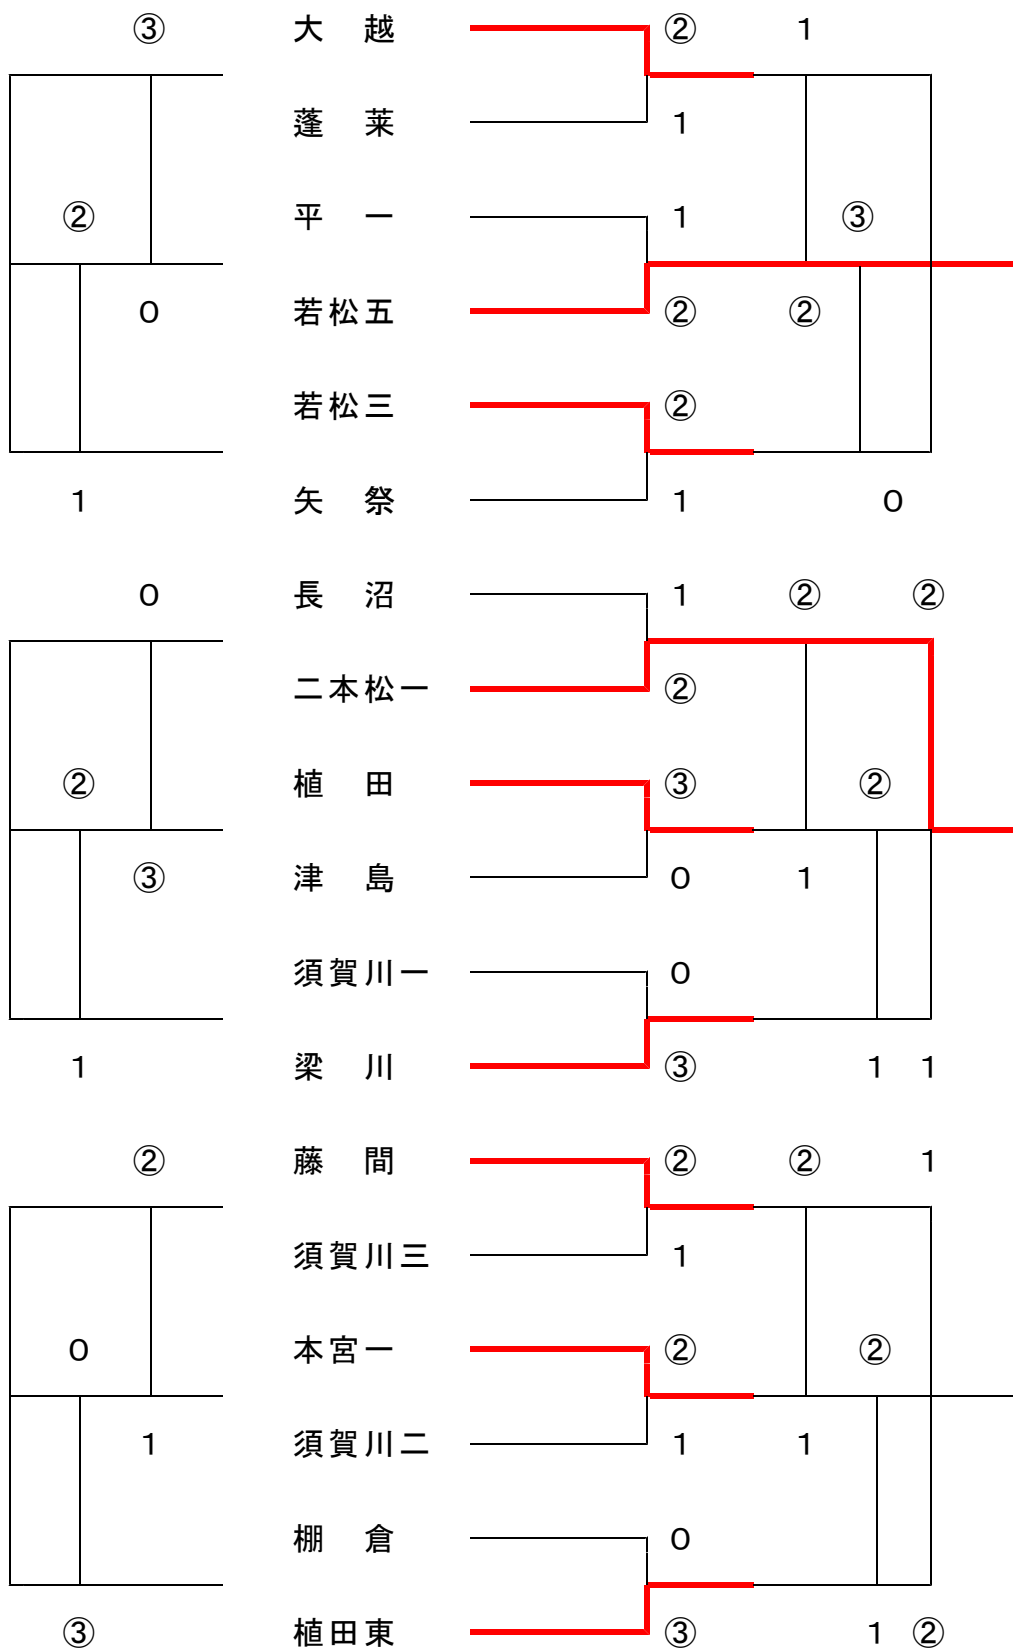 ③ 大 越 ② 1
蓬 莱 1
② 平 一 1 ③
0 若松五 ② ②
若松三 ②
1 矢 祭 1 0
0 長 沼 1 ② ②
二本松一 ②
② 植 田 ③ ②
③ 津 島 0 1
須賀川一 0
1 梁 川 ③ 1 1
② 藤 間 ② ② 1
須賀川三 1
0 本宮一 ② ②
1 須賀川二 1 1
棚 倉 0
③ 植田東 ③ 1 ②